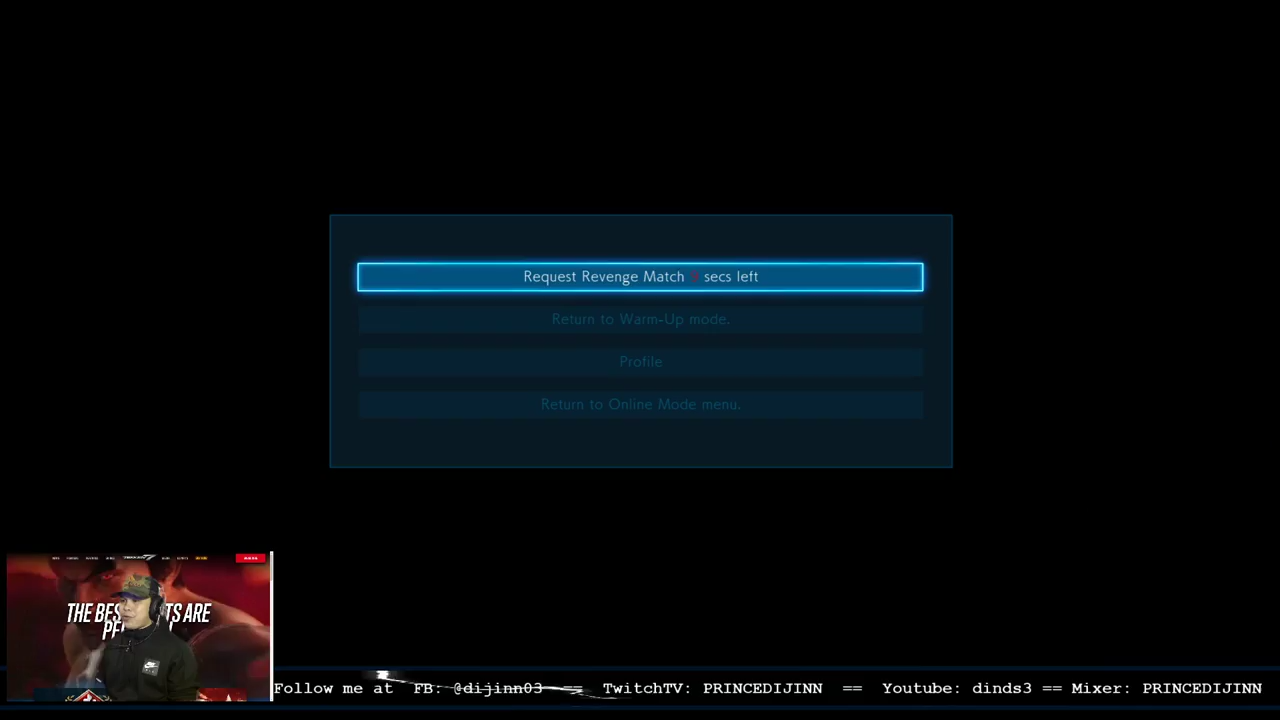 Request Revenge Match secs left
Return to Warm-Up mode.
Profile
Return to Online Mode menu.
THE BES TS ARE
Follow me at FB: @dijinn03 == TwitchTV: PRINCEDIJINN == Youtube: dinds3 == Mixer: PRINCEDIJINN